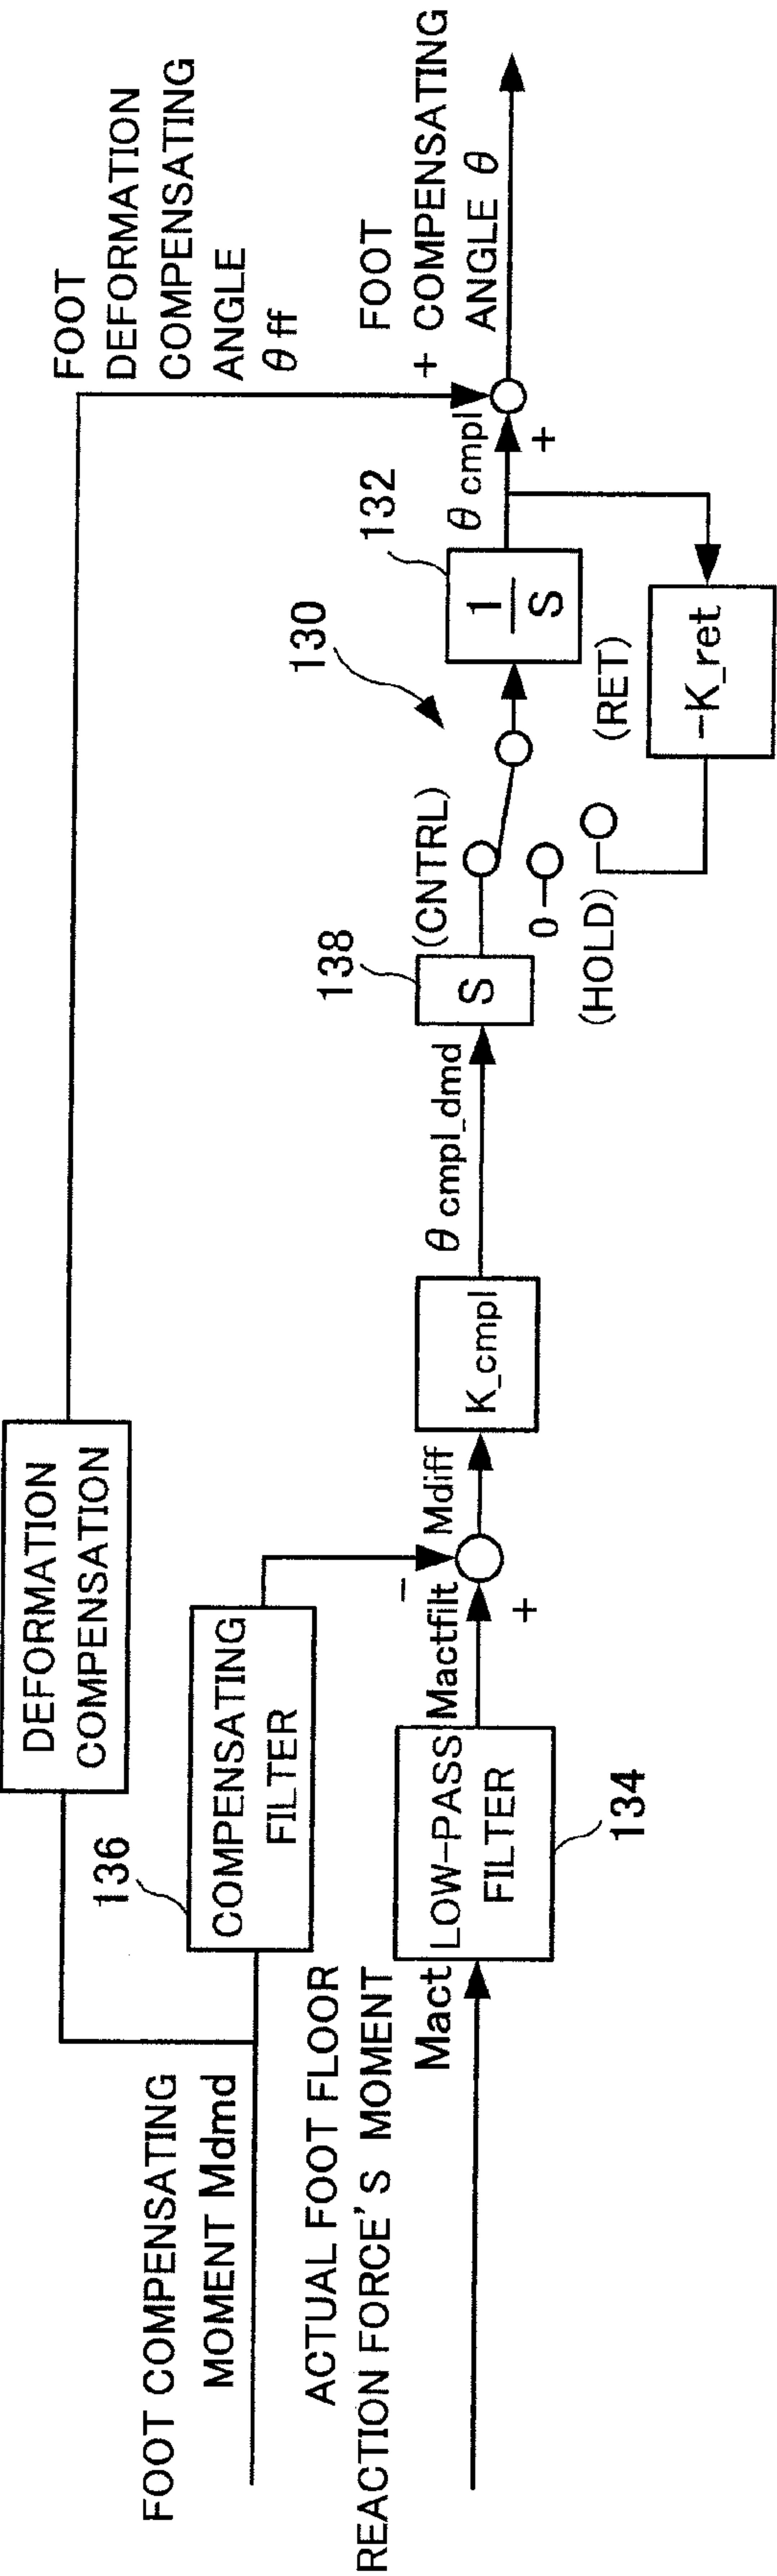 FOOT COMPENSATING
MOMENT Mdmd
136
DEFORMATION
COMPENSATION
COMPENSATING
FILTER
ACTUAL FOOT FLOOR
REACTION FORCE'S MOMENT
Mact
LOW-PASS
FILTER
134
Mactfilt
+
−
Mdiff
K_cmpl
θ cmpl_dmd
138
S
(CNTRL)
0
(HOLD)
130
(RET)
-K_ret
132
1
S
θ cmpl
+
+
FOOT
DEFORMATION
COMPENSATING
ANGLE
θ ff
FOOT
COMPENSATING
ANGLE θ